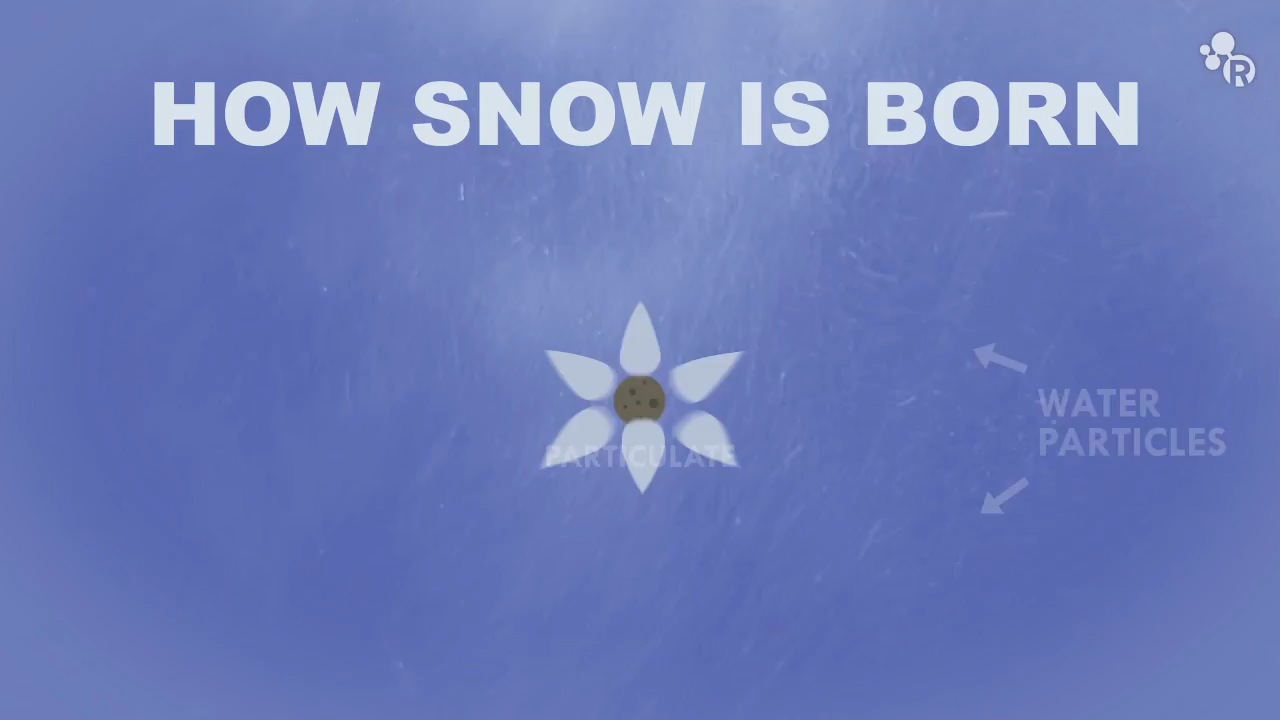 HOW SNOW IS BORN
R
PARTICULATE
WATER
PARTICLES